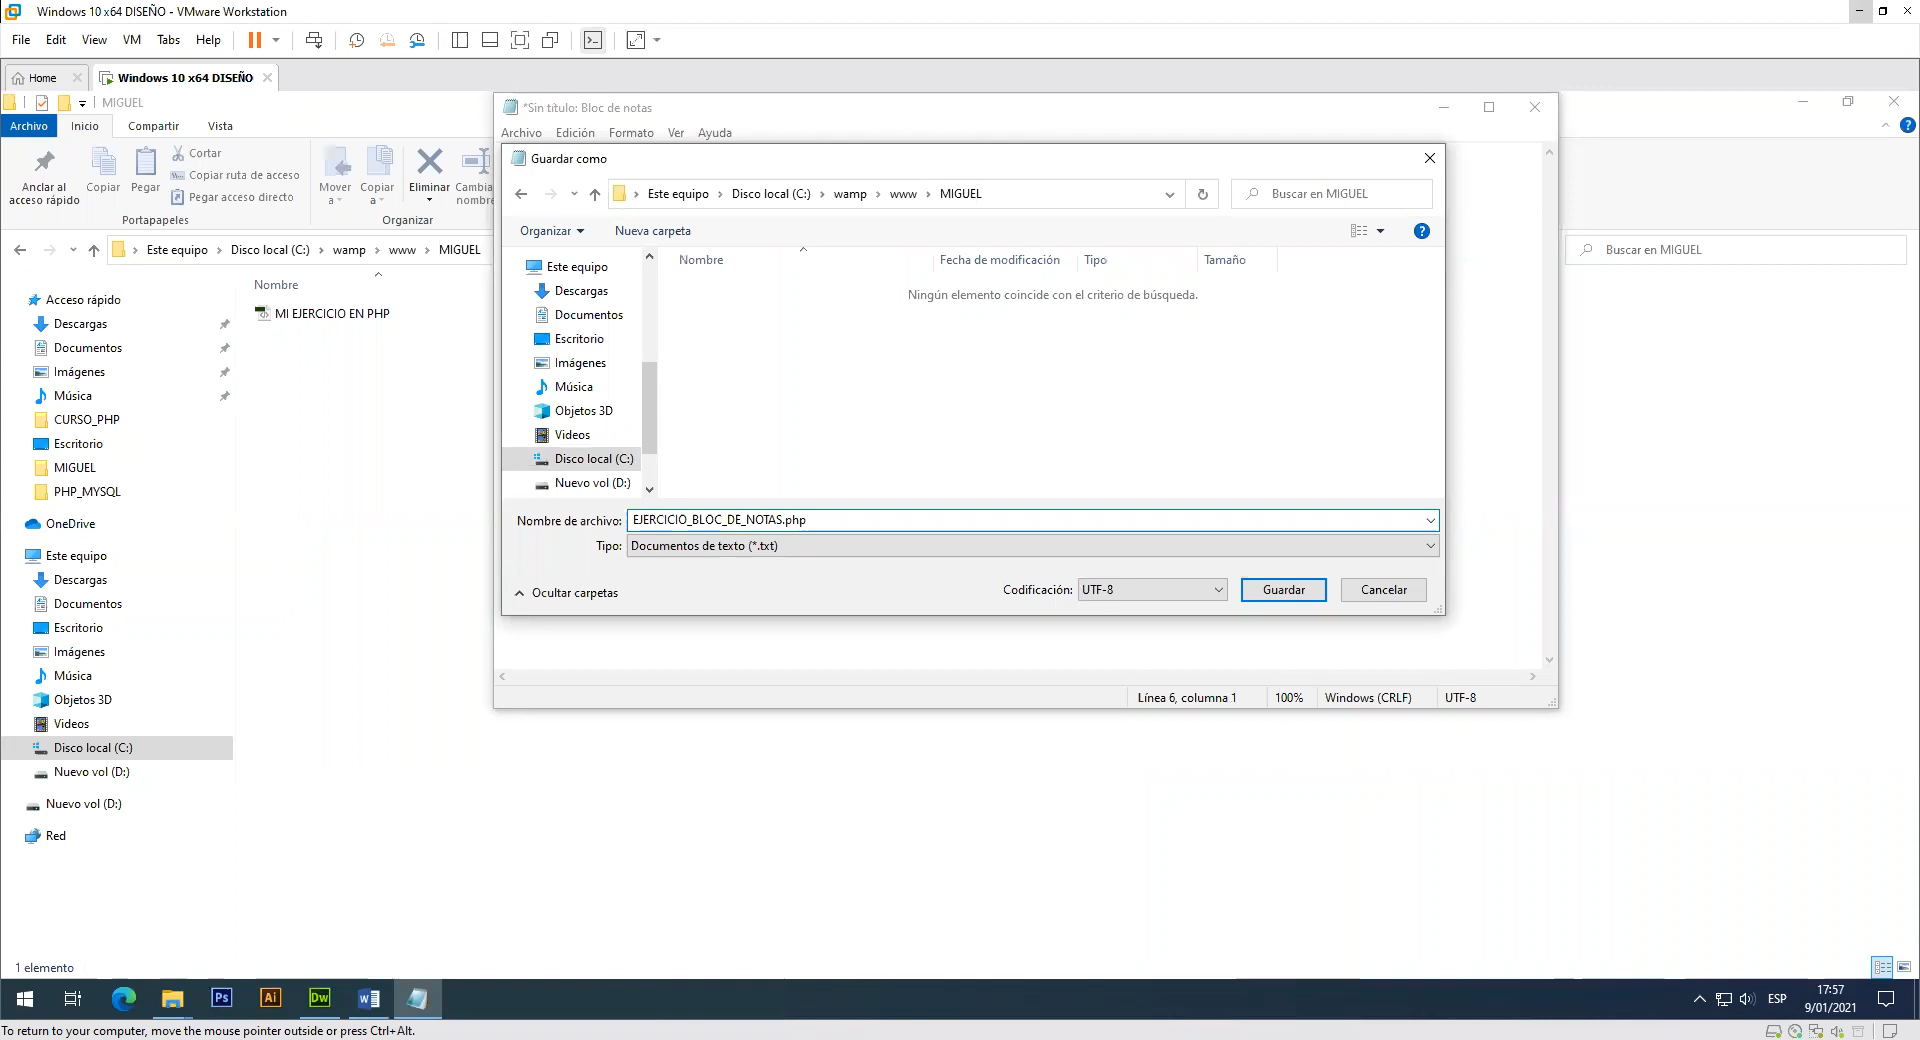 Windows 10 x64 DISEÑO - VMware Workstation
File Edit View VM Tabs Help
Home
Windows 10 x64 DISEÑO
MIGUEL
Archivo Inicio Compartir Vista
Anclar al acceso rápido
Copiar
Pegar
Cortar
Copiar ruta de acceso
Pegar acceso directo
Portapapeles
Mover a
Copiar a
Eliminar
Cambia nombre
Organizar
Este equipo > Disco local (C:) > wamp > www > MIGUEL
Buscar en MIGUEL
Acceso rápido
Descargas
Documentos
Imágenes
Música
CURSO_PHP
Escritorio
MIGUEL
PHP_MYSQL
OneDrive
Este equipo
Descargas
Documentos
Escritorio
Imágenes
Música
Objetos 3D
Videos
Disco local (C:)
Nuevo vol (D:)
Nuevo vol (D:)
Red
Nombre
MI EJERCICIO EN PHP
1 elemento
*Sin título: Bloc de notas
Archivo Edición Formato Ver Ayuda
Guardar como
Este equipo > Disco local (C:) > wamp > www > MIGUEL
Buscar en MIGUEL
Organizar Nueva carpeta
Este equipo
Descargas
Documentos
Escritorio
Imágenes
Música
Objetos 3D
Videos
Disco local (C:)
Nuevo vol (D:)
Nombre Fecha de modificación Tipo Tamaño
Ningún elemento coincide con el criterio de búsqueda.
Nombre de archivo: EJERCICIO_BLOC_DE_NOTAS.php
Tipo: Documentos de texto (*.txt)
Ocultar carpetas
Codificación: UTF-8
Guardar Cancelar
Línea 6, columna 1 100% Windows (CRLF) UTF-8
Ps Ai Dw
ESP
17:57
9/01/2021
To return to your computer, move the mouse pointer outside or press Ctrl+Alt.